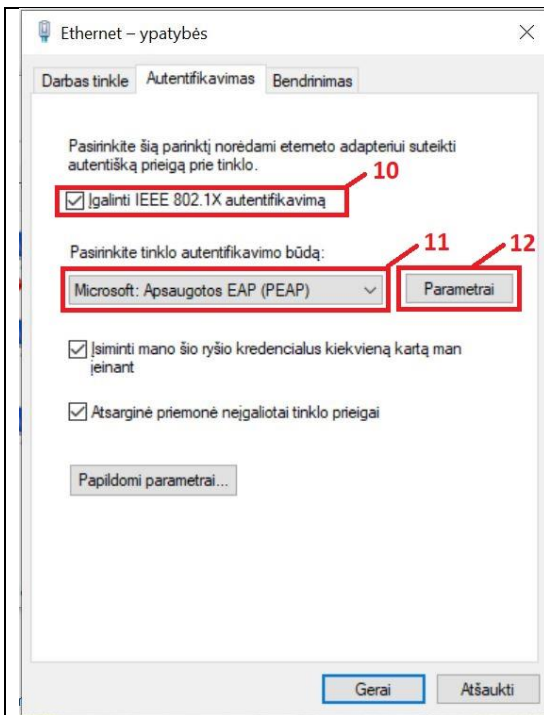 Ethernet – ypatybės
Darbas tinkle Autentifikavimas Bendrinimas
Pasirinkite šią parinktį norėdami eterneto adapteriui suteikti
autentišką prieigą prie tinklo.
10
Įgalinti IEEE 802.1X autentifikavimą
Pasirinkite tinklo autentifikavimo būdą:
11
12
Microsoft: Apsaugotos EAP (PEAP)
Parametrai
Įsiminti mano šio ryšio kredencialus kiekvieną kartą man
įeinant
Atsarginė priemonė neįgaliotai tinklo prieigai
Papildomi parametrai...
Gerai Atšaukti